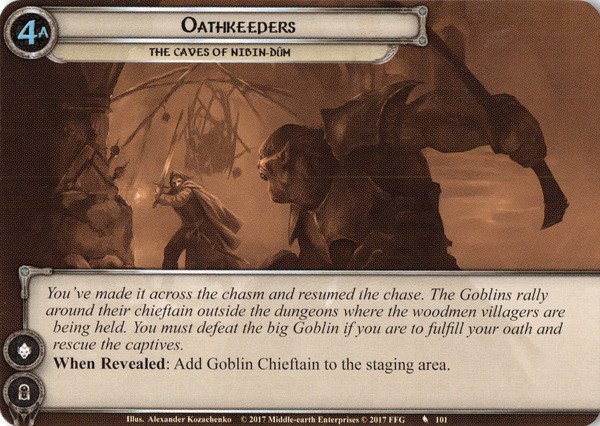 4A
OATHKEEPERS
THE CAVES OF NIBIN-DÛM
You've made it across the chasm and resumed the chase. The Goblins rally
around their chieftain outside the dungeons where the woodmen villagers are
being held. You must defeat the big Goblin if you are to fulfill your oath and
rescue the captives.
When Revealed: Add Goblin Chieftain to the staging area.
Illus. Alexander Kozachenko © 2017 Middle-earth Enterprises © 2017 FFG 101